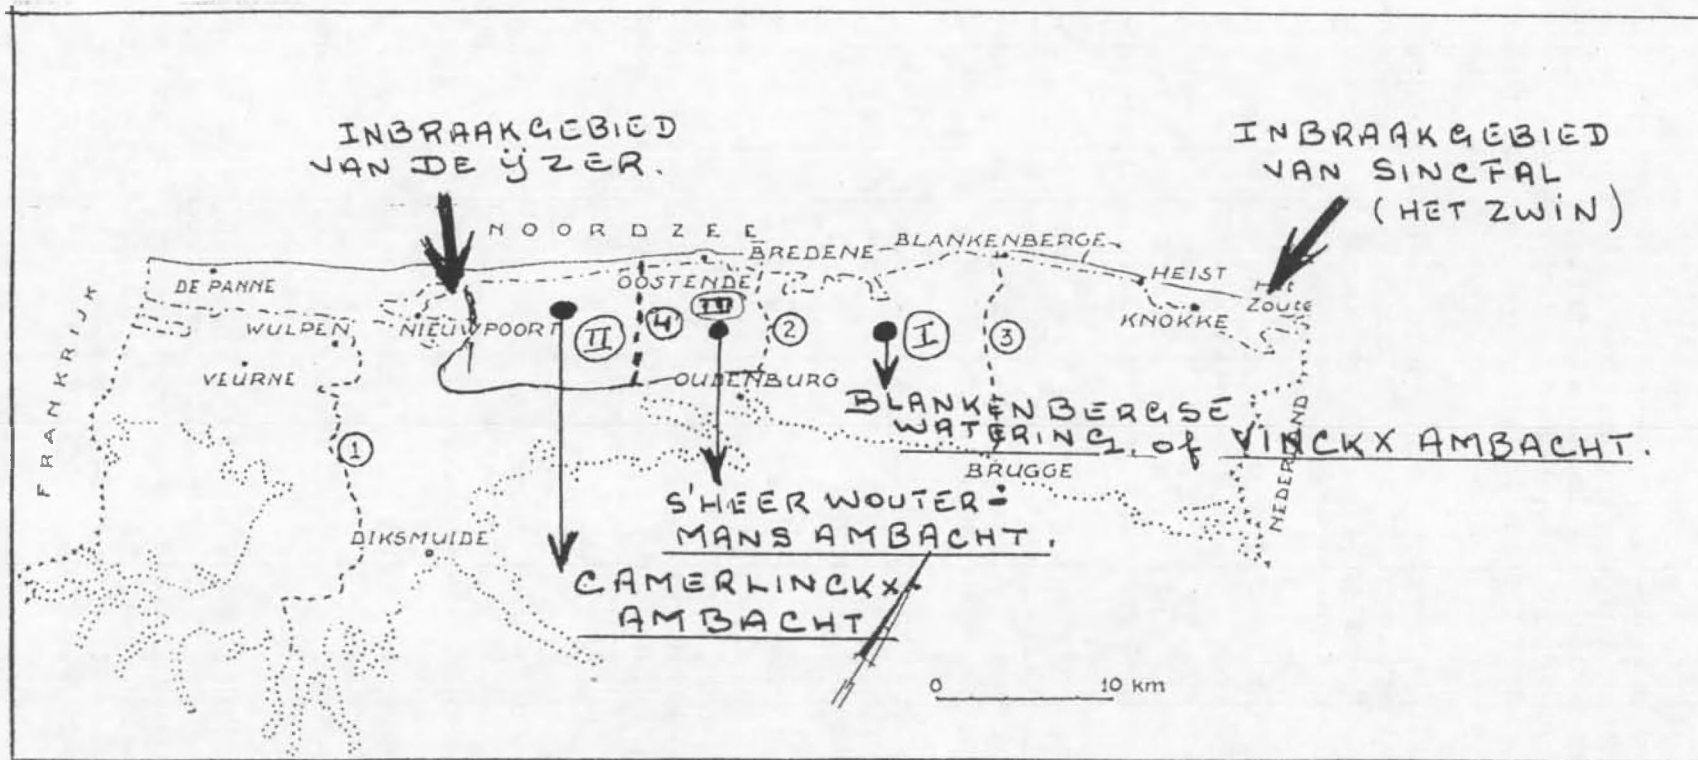 INBRAAKGEBIED
VAN DE ÿZER.
INBRAAKGEBIED
VAN SINCFAL
(HET ZWIN)
NOORDZEE
BREDENE
BLANKENBERGE
HEIST
DE PANNE
OOSTENDE
Zoute
KNOKKE
WULPEN
NIEUWPOORT
II
4
III
2
I
3
VEURNE
OUDENBURG
FRANKRIJK
1
BLANKENBERGSE
WATERING. of VINCKX AMBACHT.
BRUGGE
NEDERLAND
S'HEER WOUTER-
MANS AMBACHT.
DIKSMUIDE
CAMERLINCKX-
AMBACHT
0 10 km